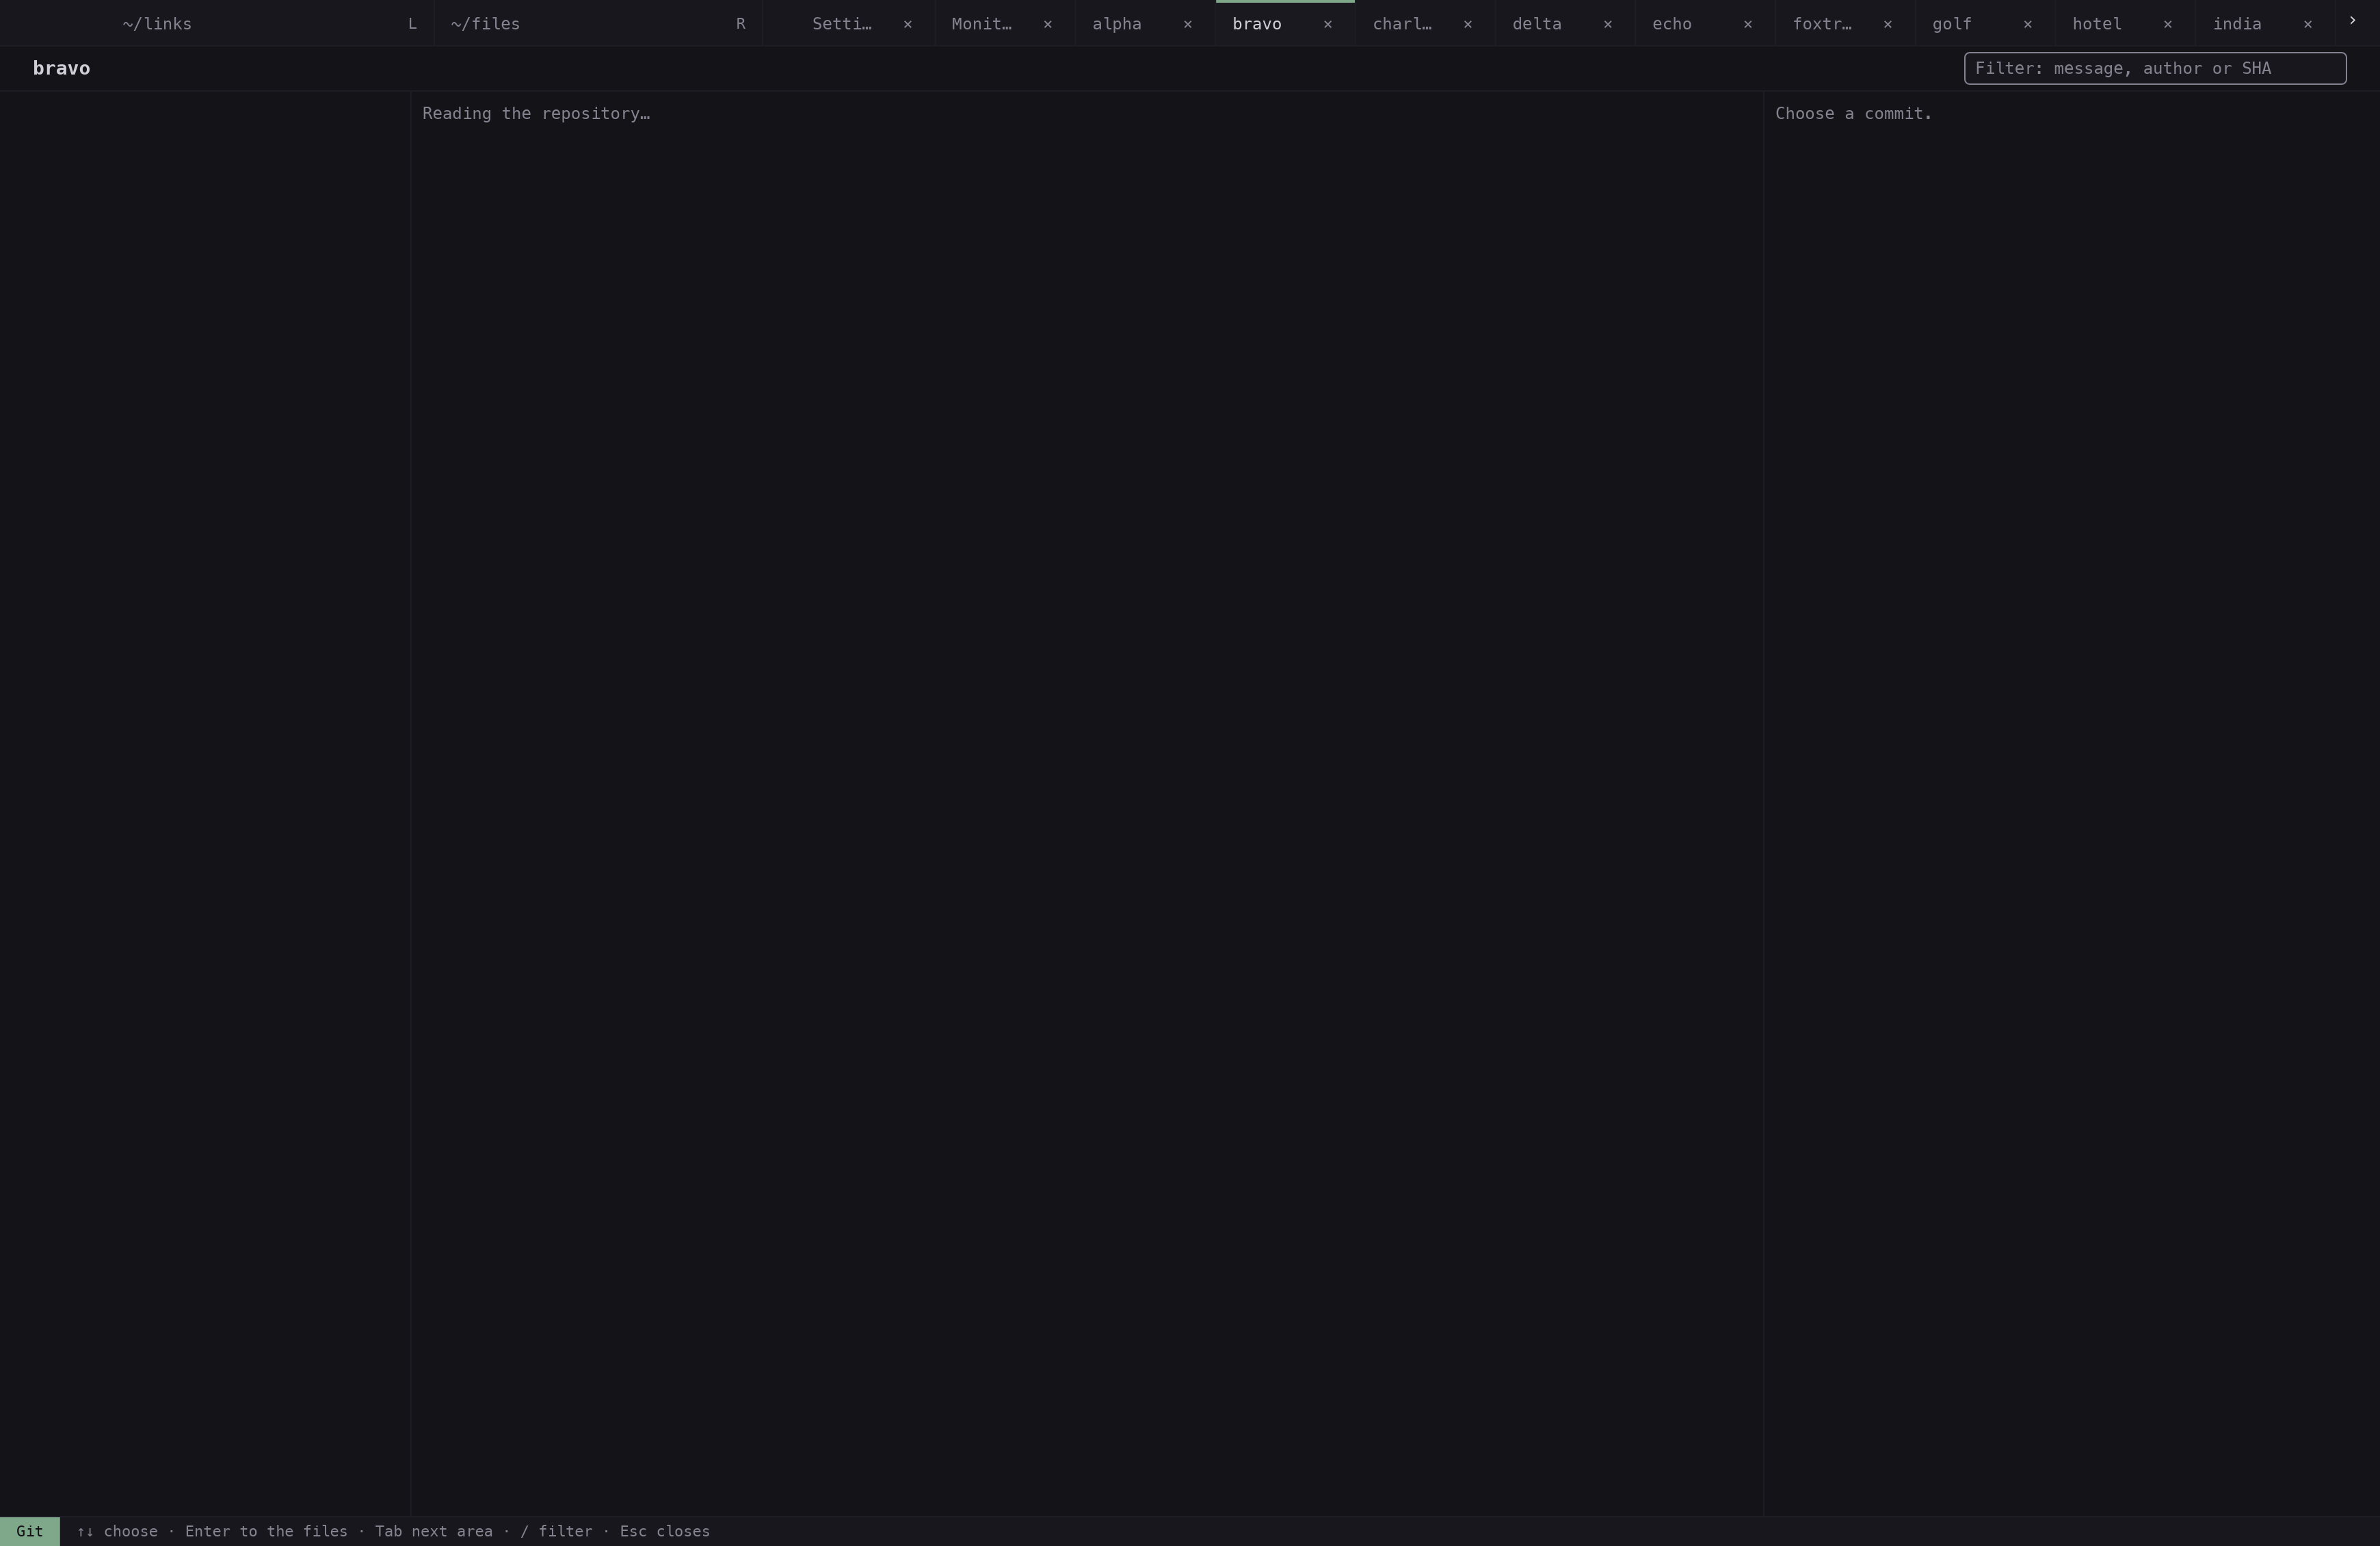 ~/links L ~/files R Setti… × Monit… × alpha × bravo × charl… × delta × echo × foxtr… × golf × hotel × india × ›
bravo Filter: message, author or SHA
Reading the repository… Choose a commit.
Git ↑↓ choose · Enter to the files · Tab next area · / filter · Esc closes